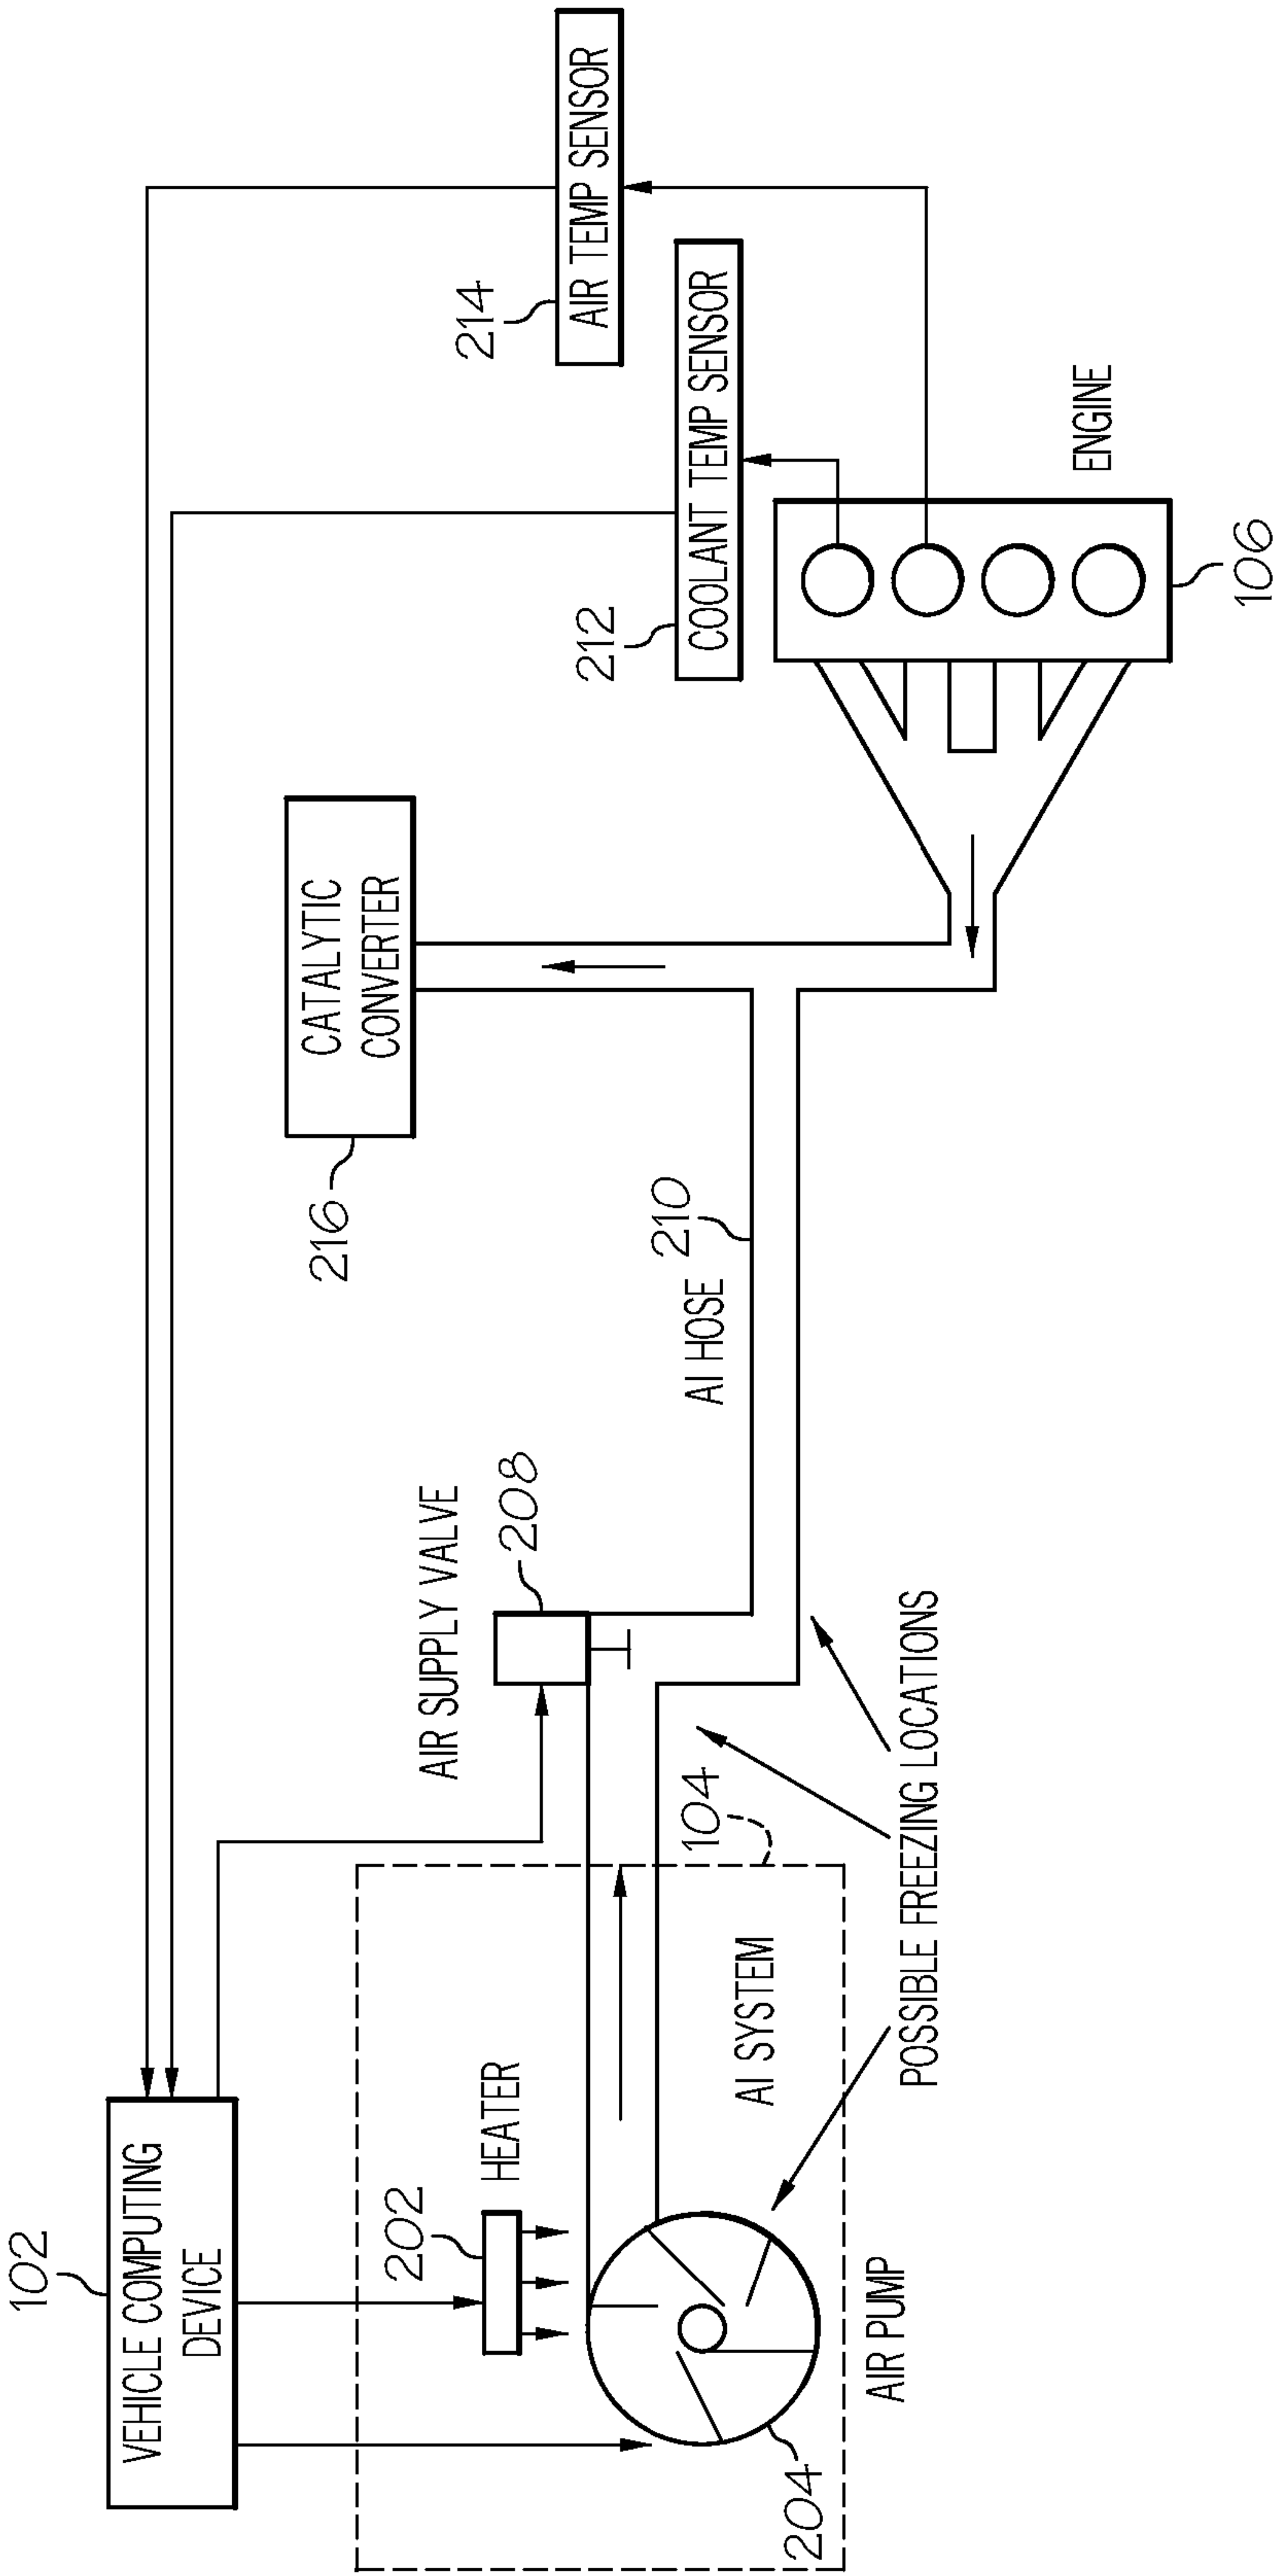 102
VEHICLE COMPUTING
DEVICE
202
HEATER
204
AIR PUMP
AI SYSTEM
104
POSSIBLE FREEZING LOCATIONS
AIR SUPPLY VALVE
208
AI HOSE
210
216
CATALYTIC
CONVERTER
212
COOLANT TEMP SENSOR
214
AIR TEMP SENSOR
ENGINE
106